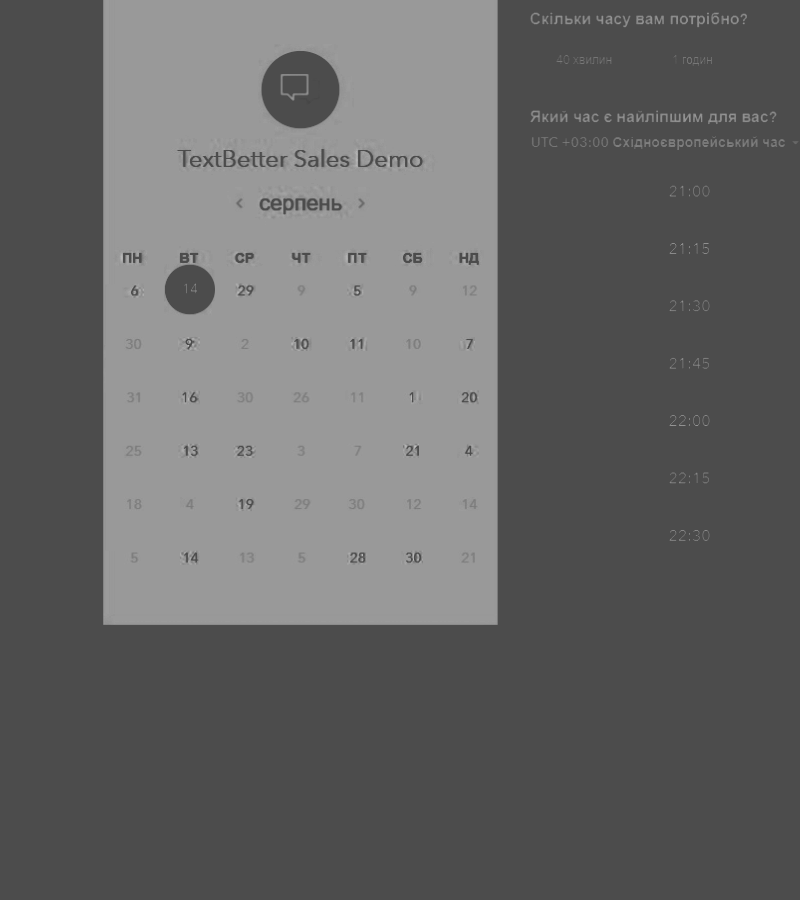 TextBetter Sales Demo
‹ серпень ›
ПН ВТ СР ЧТ ПТ СБ НД
6 14 29 9 5 9 12
30 9 2 10 11 10 7
31 16 30 26 11 1 20
25 13 23 3 7 21 4
18 4 19 29 30 12 14
5 14 13 5 28 30 21
Скільки часу вам потрібно?
40 хвилин 1 годин
Який час є найліпшим для вас?
UTC +03:00 Східноєвропейський час
21:00
21:15
21:30
21:45
22:00
22:15
22:30